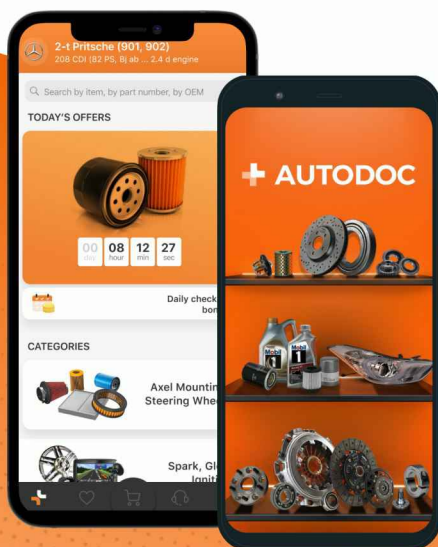 2-t Pritsche (901, 902)
208 CDI (82 PS, Bj ab ... 2,4 d engine
Search by item, by part number, by OEM
TODAY'S OFFERS
00 08 12 27
day hour min sec
Daily check
bon
CATEGORIES
Axel Mountin
Steering Whe
Spark, Gl
Igniti
AUTODOC
Mobil
1
Mobil
1